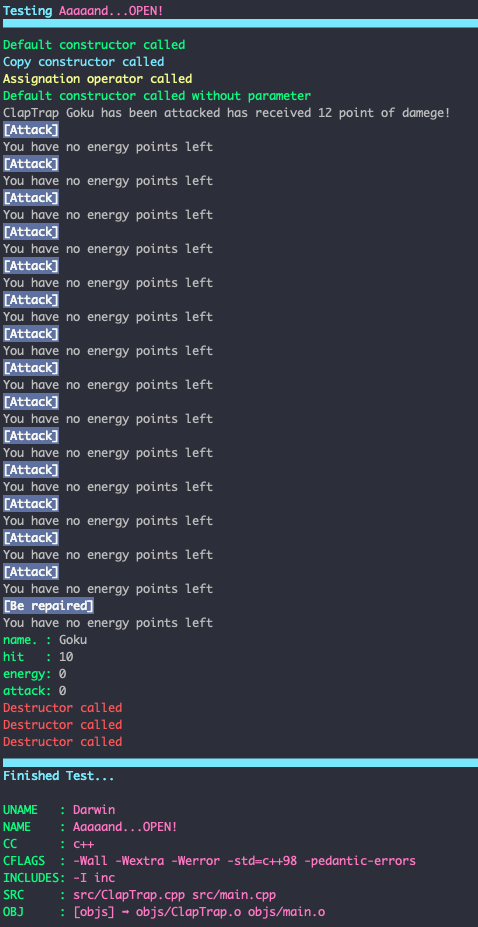 Testing Aaaaand...OPEN!
Default constructor called
Copy constructor called
Assignation operator called
Default constructor called without parameter
ClapTrap Goku has been attacked has received 12 point of damege!
[Attack]
You have no energy points left
[Attack]
You have no energy points left
[Attack]
You have no energy points left
[Attack]
You have no energy points left
[Attack]
You have no energy points left
[Attack]
You have no energy points left
[Attack]
You have no energy points left
[Attack]
You have no energy points left
[Attack]
You have no energy points left
[Attack]
You have no energy points left
[Attack]
You have no energy points left
[Attack]
You have no energy points left
[Attack]
You have no energy points left
[Attack]
You have no energy points left
[Be repaired]
You have no energy points left
name. : Goku
hit   : 10
energy: 0
attack: 0
Destructor called
Destructor called
Destructor called
Finished Test...
UNAME   : Darwin
NAME    : Aaaaand...OPEN!
CC      : c++
CFLAGS  : -Wall -Wextra -Werror -std=c++98 -pedantic-errors
INCLUDES: -I inc
SRC     : src/ClapTrap.cpp src/main.cpp
OBJ     : [objs] → objs/ClapTrap.o objs/main.o